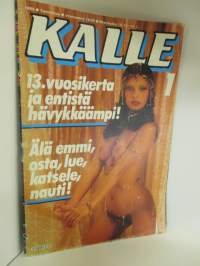 KALLE
1
13.vuosikerta
ja entistä
hävykkäämpi!
Älä emmi,
osta, lue,
katsele,
nauti!